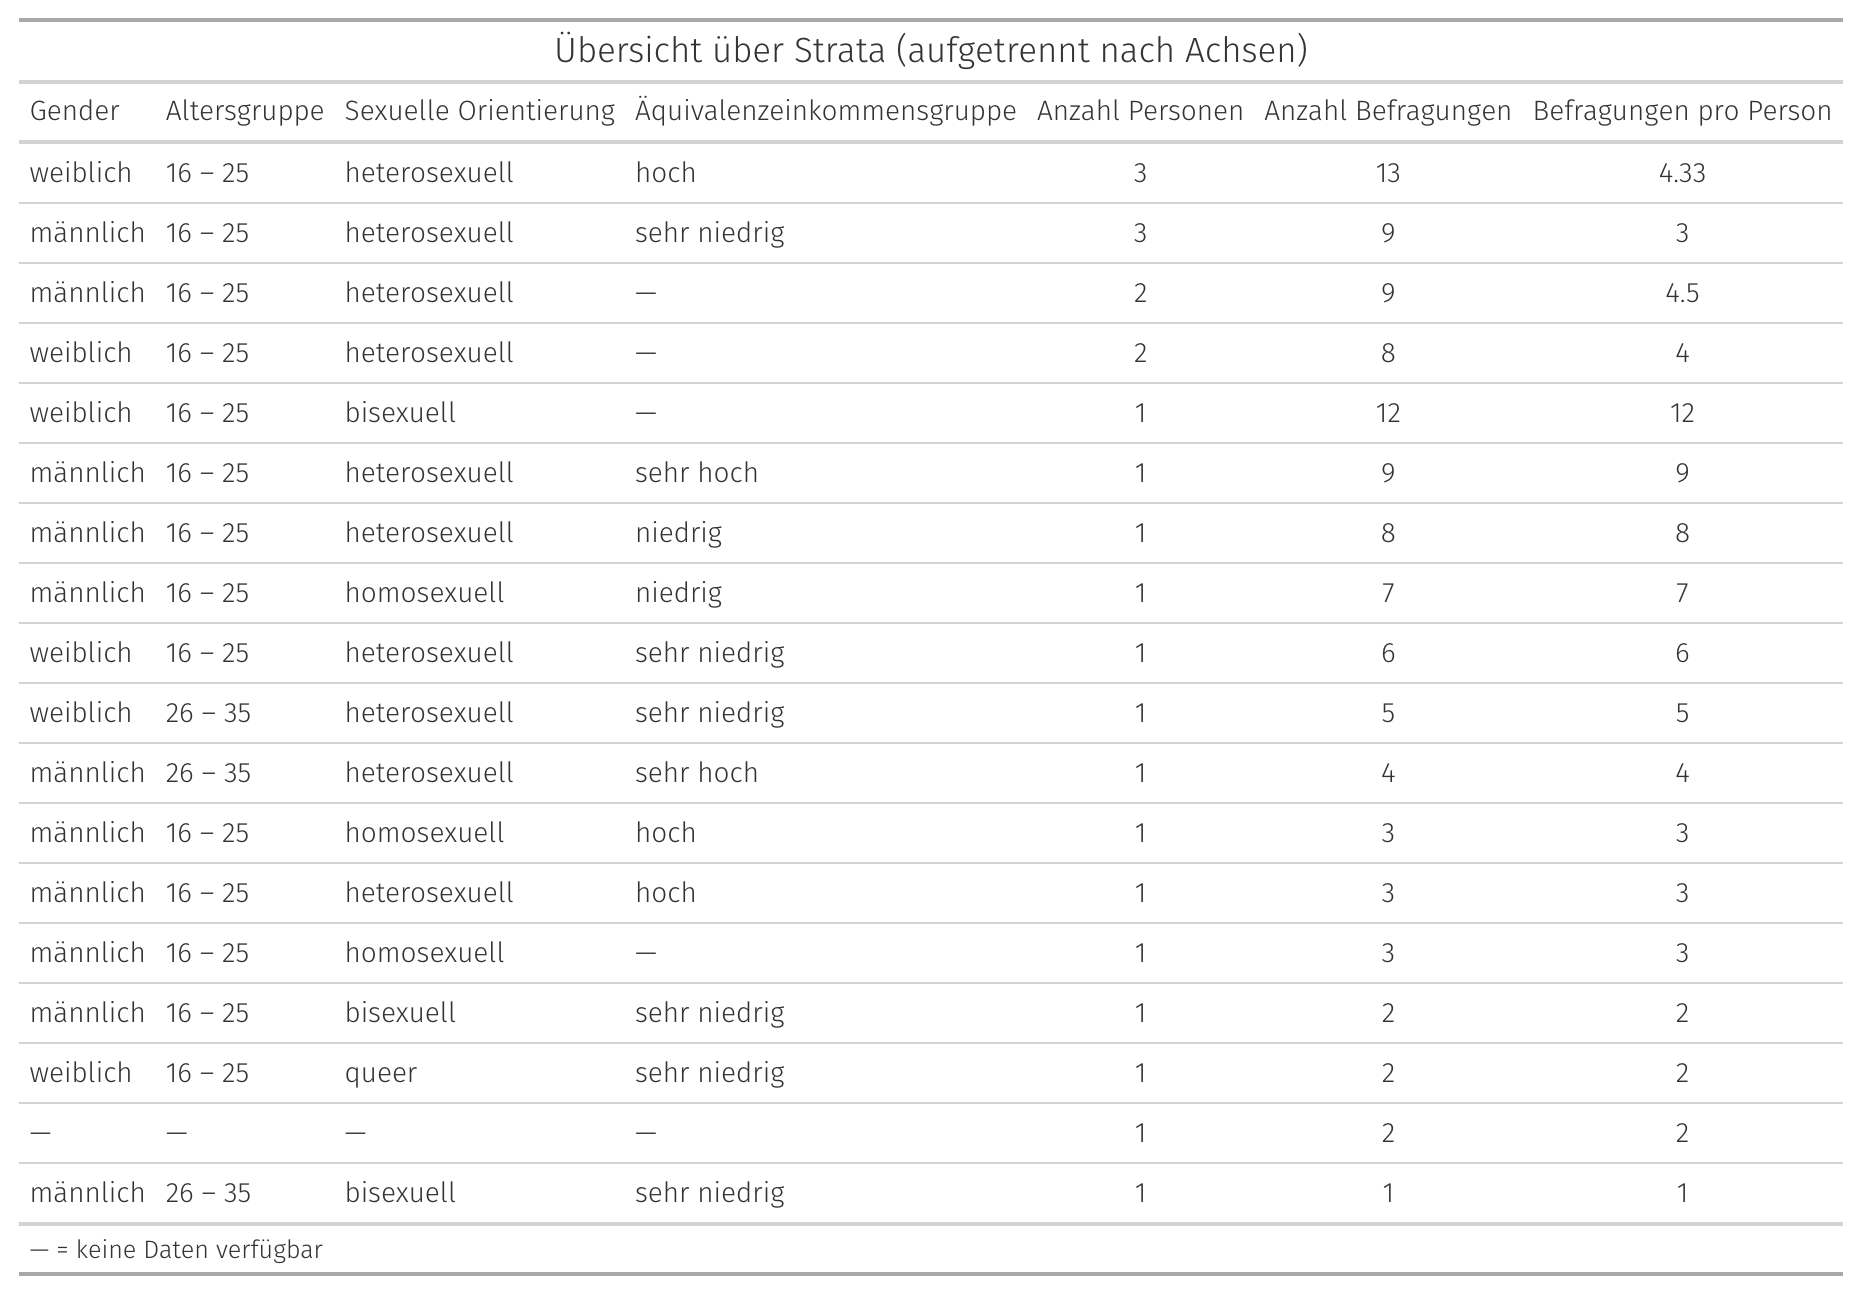 Übersicht über Strata (aufgetrennt nach Achsen)
Gender Altersgruppe Sexuelle Orientierung Äquivalenzeinkommensgruppe Anzahl Personen Anzahl Befragungen Befragungen pro Person
weiblich 16 – 25 heterosexuell hoch 3 13 4.33
männlich 16 – 25 heterosexuell sehr niedrig 3 9 3
männlich 16 – 25 heterosexuell — 2 9 4.5
weiblich 16 – 25 heterosexuell — 2 8 4
weiblich 16 – 25 bisexuell — 1 12 12
männlich 16 – 25 heterosexuell sehr hoch 1 9 9
männlich 16 – 25 heterosexuell niedrig 1 8 8
männlich 16 – 25 homosexuell niedrig 1 7 7
weiblich 16 – 25 heterosexuell sehr niedrig 1 6 6
weiblich 26 – 35 heterosexuell sehr niedrig 1 5 5
männlich 26 – 35 heterosexuell sehr hoch 1 4 4
männlich 16 – 25 homosexuell hoch 1 3 3
männlich 16 – 25 heterosexuell hoch 1 3 3
männlich 16 – 25 homosexuell — 1 3 3
männlich 16 – 25 bisexuell sehr niedrig 1 2 2
weiblich 16 – 25 queer sehr niedrig 1 2 2
— — — — 1 2 2
männlich 26 – 35 bisexuell sehr niedrig 1 1 1
— = keine Daten verfügbar